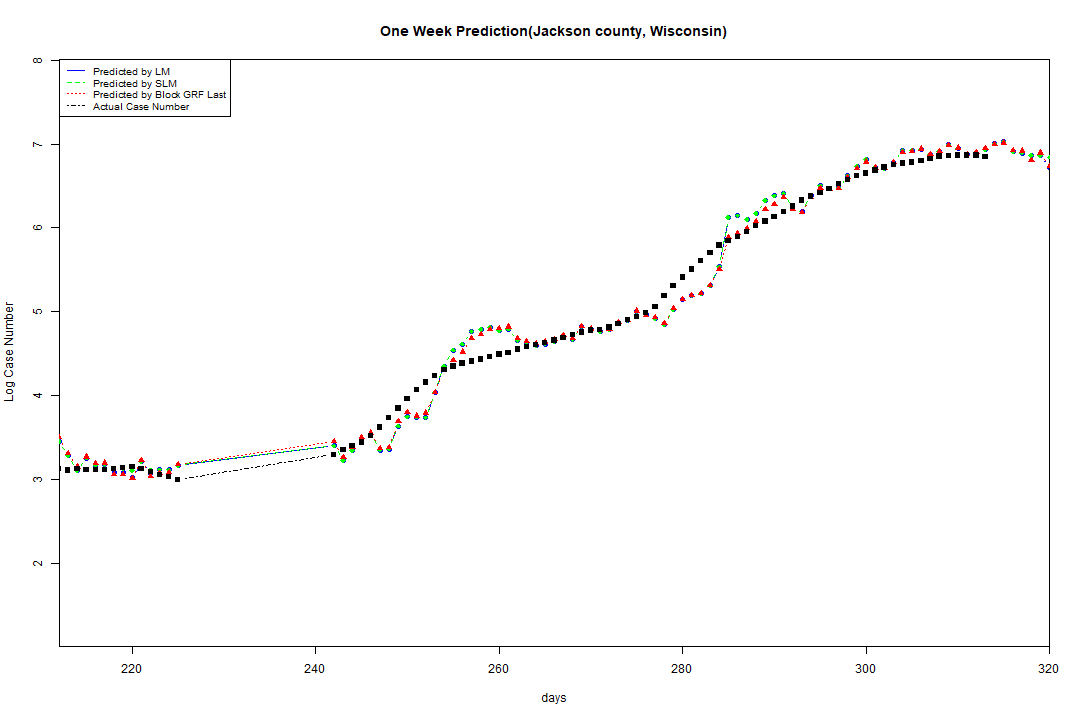 One Week Prediction(Jackson county, Wisconsin)
Predicted by LM
Predicted by SLM
Predicted by Block GRF Last
Actual Case Number
8
7
6
5
4
3
2
Log Case Number
220 240 260 280 300 320
days